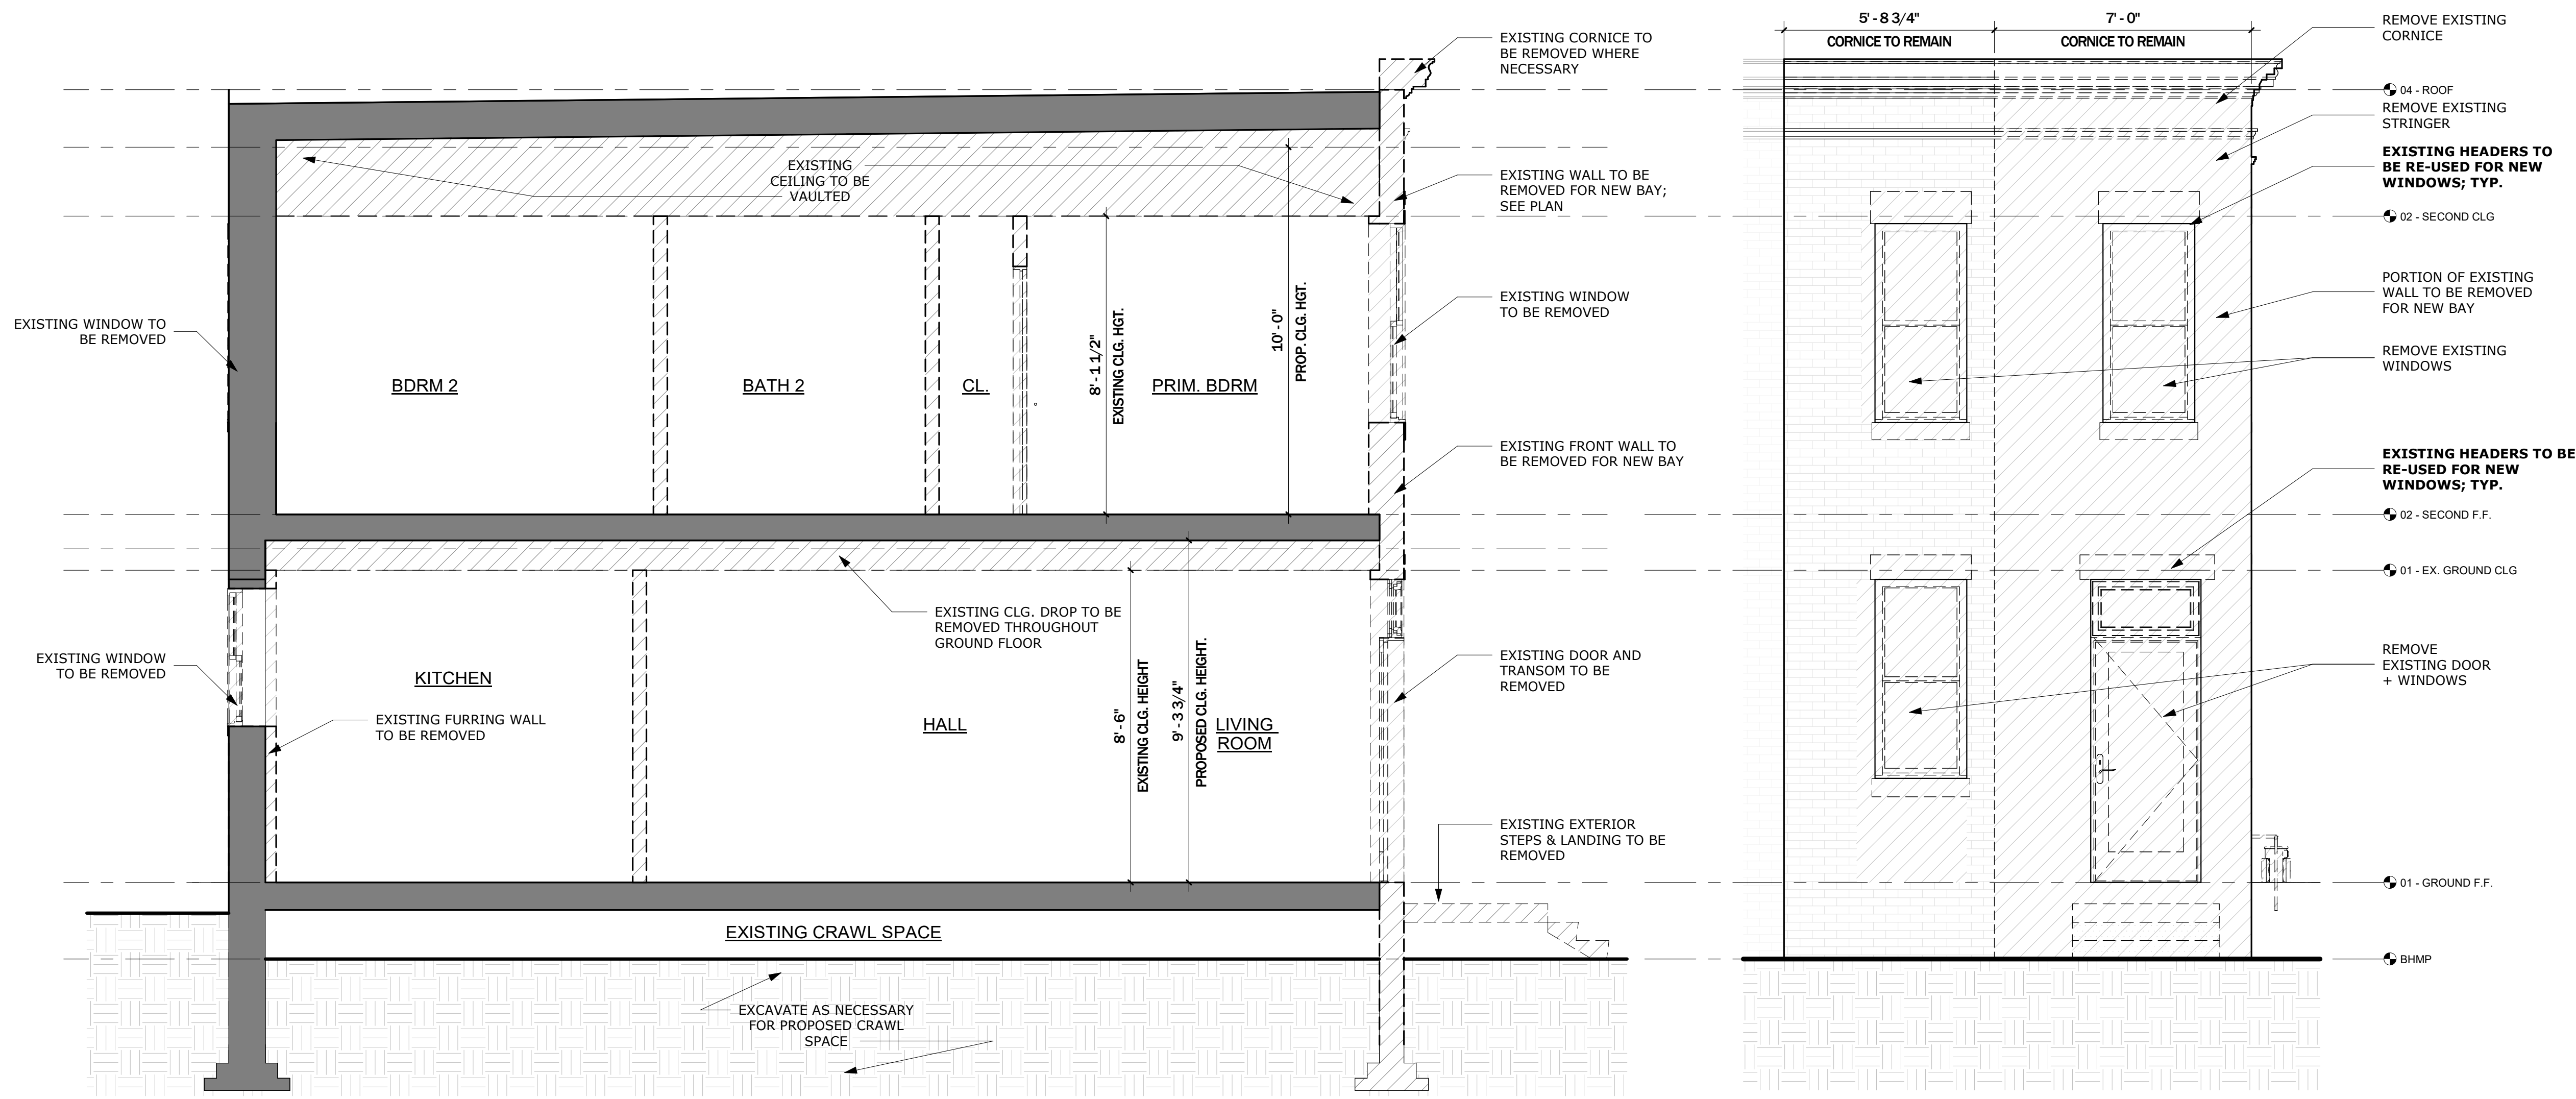 EXISTING CORNICE TO
BE REMOVED WHERE
NECESSARY
EXISTING
CEILING TO BE
VAULTED
EXISTING WALL TO BE
REMOVED FOR NEW BAY;
SEE PLAN
EXISTING WINDOW TO
BE REMOVED
EXISTING WINDOW
TO BE REMOVED
BDRM 2
BATH 2
CL.
8' - 1 1/2"
EXISTING CLG. HGT.
PRIM. BDRM
10' - 0"
PROP. CLG. HGT.
EXISTING FRONT WALL TO
BE REMOVED FOR NEW BAY
EXISTING CLG. DROP TO BE
REMOVED THROUGHOUT
GROUND FLOOR
EXISTING WINDOW
TO BE REMOVED
KITCHEN
EXISTING FURRING WALL
TO BE REMOVED
HALL
8' - 6"
EXISTING CLG. HEIGHT
9' - 3 3/4"
PROPOSED CLG. HEIGHT.
LIVING
ROOM
EXISTING DOOR AND
TRANSOM TO BE
REMOVED
EXISTING EXTERIOR
STEPS & LANDING TO BE
REMOVED
EXISTING CRAWL SPACE
EXCAVATE AS NECESSARY
FOR PROPOSED CRAWL
SPACE
5' - 8 3/4"
CORNICE TO REMAIN
7' - 0"
CORNICE TO REMAIN
REMOVE EXISTING
CORNICE
04 - ROOF
REMOVE EXISTING
STRINGER
EXISTING HEADERS TO
BE RE-USED FOR NEW
WINDOWS; TYP.
02 - SECOND CLG
PORTION OF EXISTING
WALL TO BE REMOVED
FOR NEW BAY
REMOVE EXISTING
WINDOWS
EXISTING HEADERS TO BE
RE-USED FOR NEW
WINDOWS; TYP.
02 - SECOND F.F.
01 - EX. GROUND CLG
REMOVE
EXISTING DOOR
+ WINDOWS
01 - GROUND F.F.
BHMP